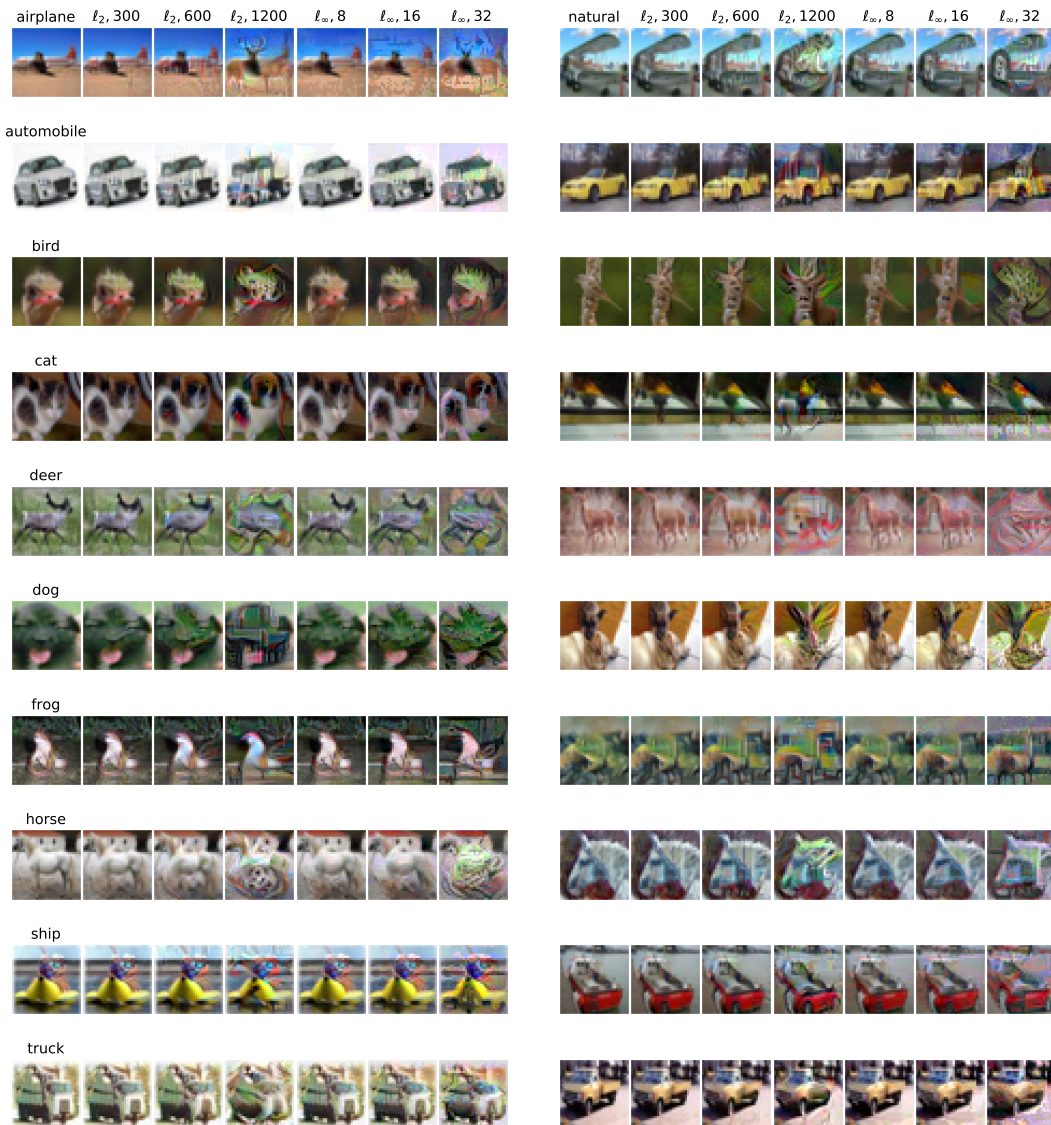 airplane ℓ₂, 300 ℓ₂, 600 ℓ₂, 1200 ℓ∞, 8 ℓ∞, 16 ℓ∞, 32 natural ℓ₂, 300 ℓ₂, 600 ℓ₂, 1200 ℓ∞, 8 ℓ∞, 16 ℓ∞, 32
automobile
bird
cat
deer
dog
frog
horse
ship
truck